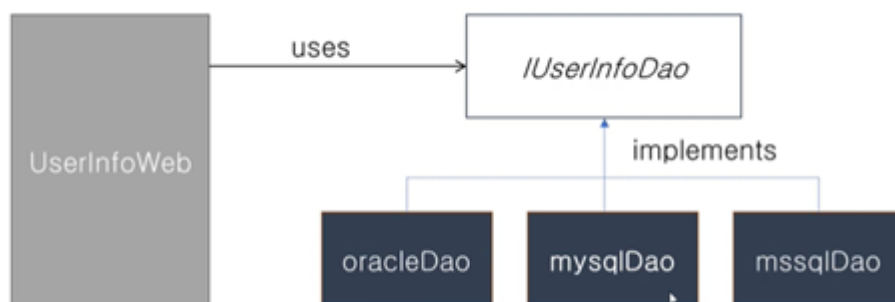 uses
IUserInfoDao
UserInfoWeb
implements
oracleDao
mysqlDao
mssqlDao